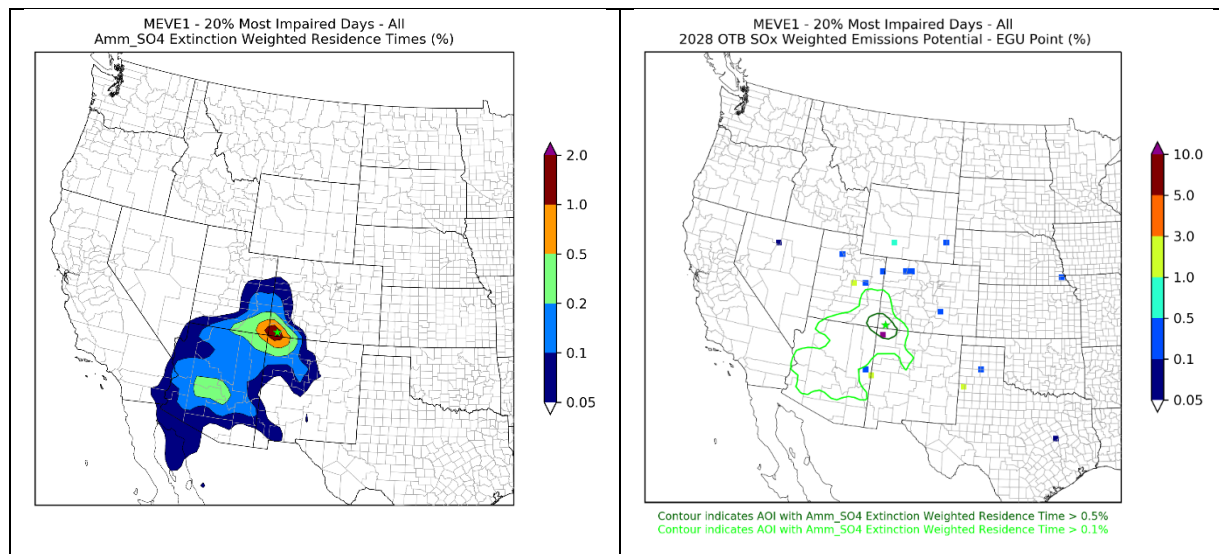 MEVE1 - 20% Most Impaired Days - All
Amm_SO4 Extinction Weighted Residence Times (%)
2.0
1.0
0.5
0.2
0.1
0.05
MEVE1 - 20% Most Impaired Days - All
2028 OTB SOx Weighted Emissions Potential - EGU Point (%)
10.0
5.0
3.0
1.0
0.5
0.1
0.05
Contour indicates AOI with Amm_SO4 Extinction Weighted Residence Time > 0.5%
Contour indicates AOI with Amm_SO4 Extinction Weighted Residence Time > 0.1%